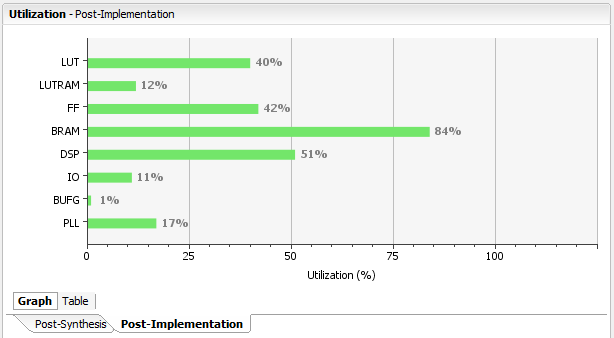 Utilization - Post-Implementation
LUT 40%
LUTRAM 12%
FF 42%
BRAM 84%
DSP 51%
IO 11%
BUFG 1%
PLL 17%
0 25 50 75 100
Utilization (%)
Graph Table
Post-Synthesis Post-Implementation